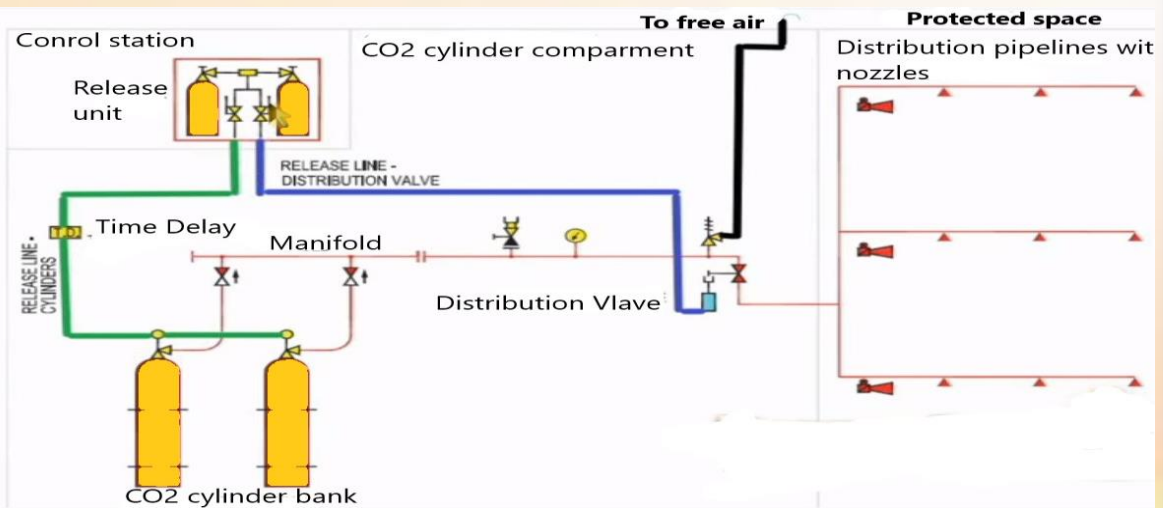 To free air
Protected space
Conrol station
CO2 cylinder comparment
Distribution pipelines wit
nozzles
Release
unit
RELEASE LINE -
DISTRIBUTION VALVE
Time Delay
TD
Manifold
RELEASE LINE -
CYLINDERS
Distribution Vlave
CO2 cylinder bank